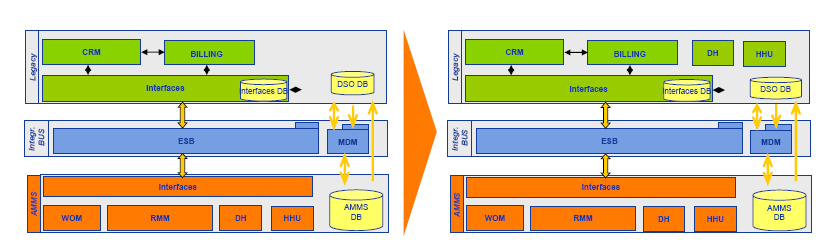 Legacy
CRM
BILLING
Interfaces
Interfaces DB
DSO DB
Integr.
BUS
ESB
MDM
AMMS
Interfaces
WOM
RMM
DH
HHU
AMMS
DB
Legacy
CRM
BILLING
DH
HHU
Interfaces
Interfaces DB
DSO DB
Integr.
BUS
ESB
MDM
AMMS
Interfaces
WOM
RMM
DH
HHU
AMMS
DB